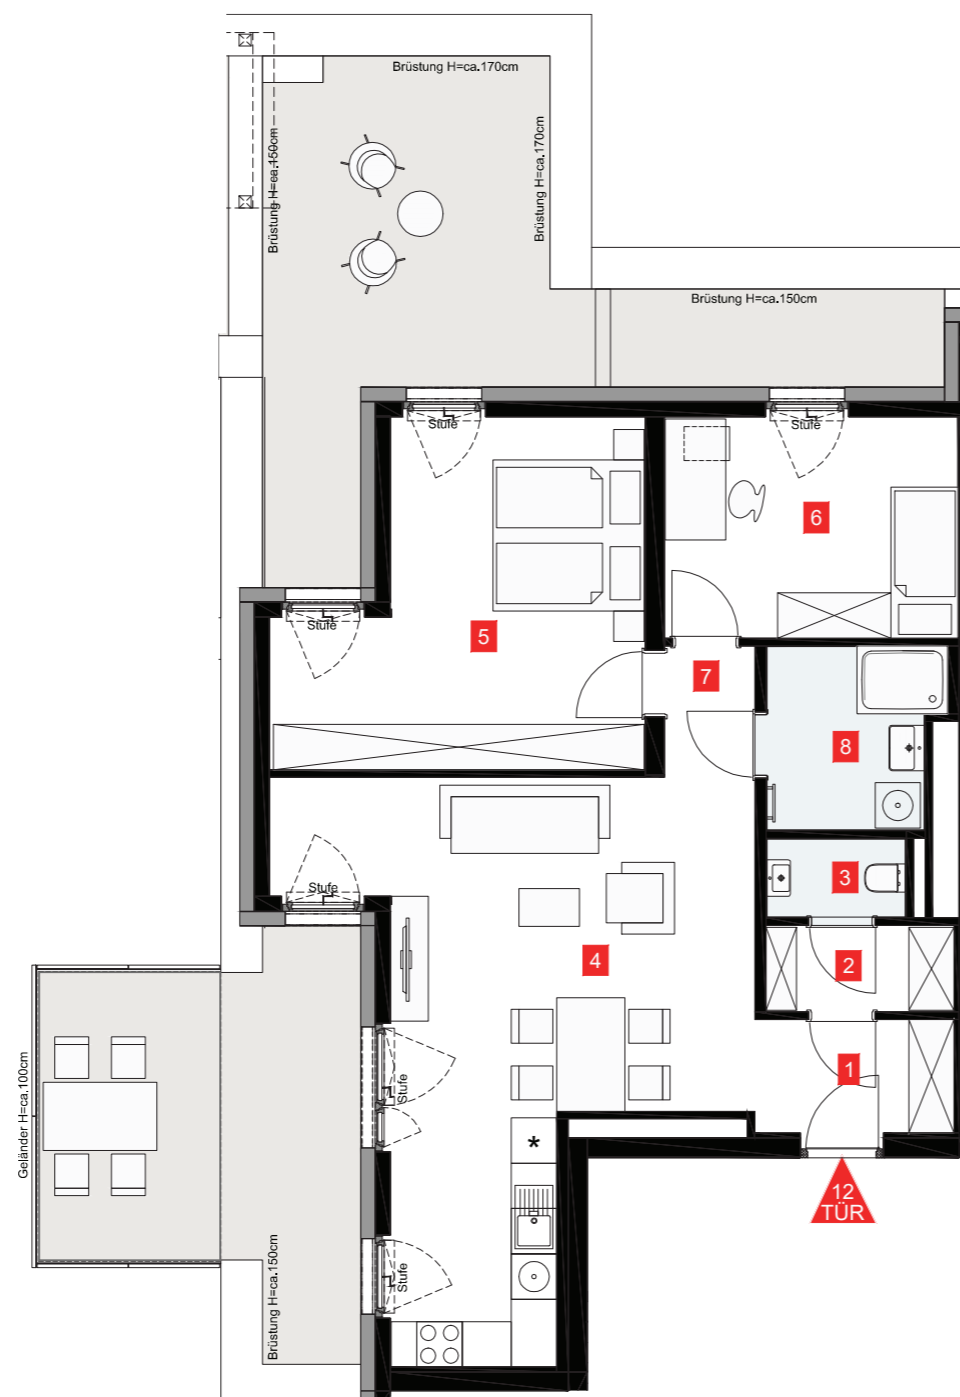 Brüstung H=ca.170cm
Brüstung H=ca.150cm
Brüstung H=ca.170cm
Brüstung H=ca.150cm
Stufe
Stufe
6
Stufe
5
7
8
3
Stufe
4
2
Geländer H=ca.100cm
Stufe
1
*
12
TÜR
Stufe
Brüstung H=ca.150cm